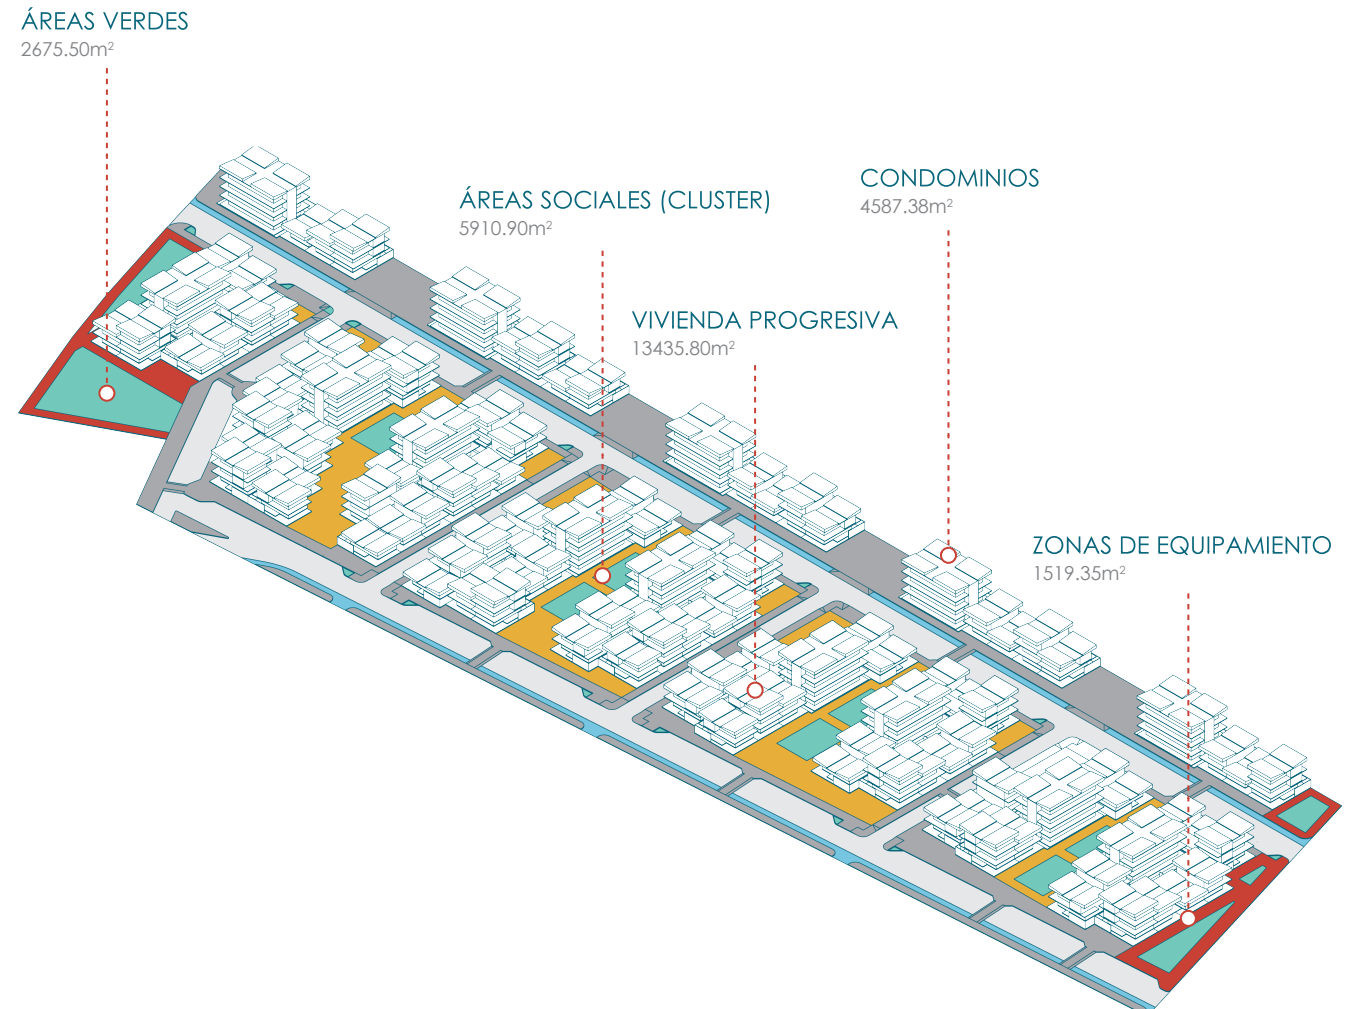 ÁREAS VERDES
2675.50m²
ÁREAS SOCIALES (CLUSTER)
5910.90m²
CONDOMINIOS
4587.38m²
VIVIENDA PROGRESIVA
13435.80m²
ZONAS DE EQUIPAMIENTO
1519.35m²